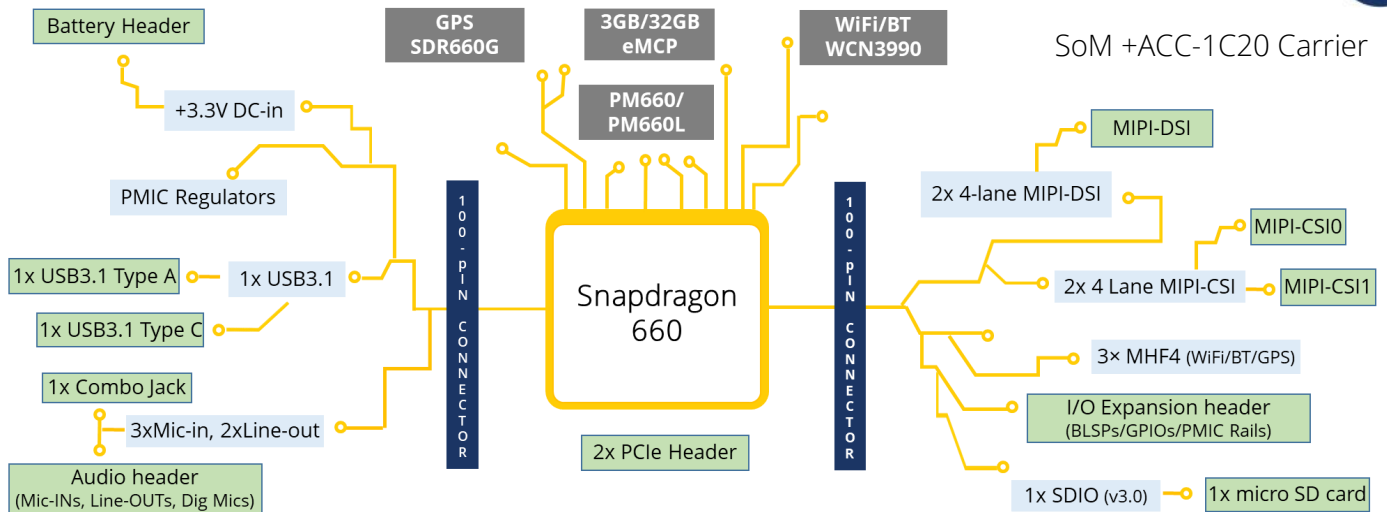 SoM +ACC-1C20 Carrier
Battery Header
+3.3V DC-in
PMIC Regulators
1x USB3.1 Type A
1x USB3.1
1x USB3.1 Type C
1x Combo Jack
3xMic-in, 2xLine-out
Audio header
(Mic-INs, Line-OUTs, Dig Mics)
100-pIN CONNECTOR
GPS
SDR660G
3GB/32GB
eMCP
PM660/
PM660L
WiFi/BT
WCN3990
Snapdragon
660
2x PCIe Header
100-pIN CONNECTOR
MIPI-DSI
2x 4-lane MIPI-DSI
MIPI-CSI0
2x 4 Lane MIPI-CSI
MIPI-CSI1
3× MHF4 (WiFi/BT/GPS)
I/O Expansion header
(BLSPs/GPIOs/PMIC Rails)
1x SDIO (v3.0)
1x micro SD card